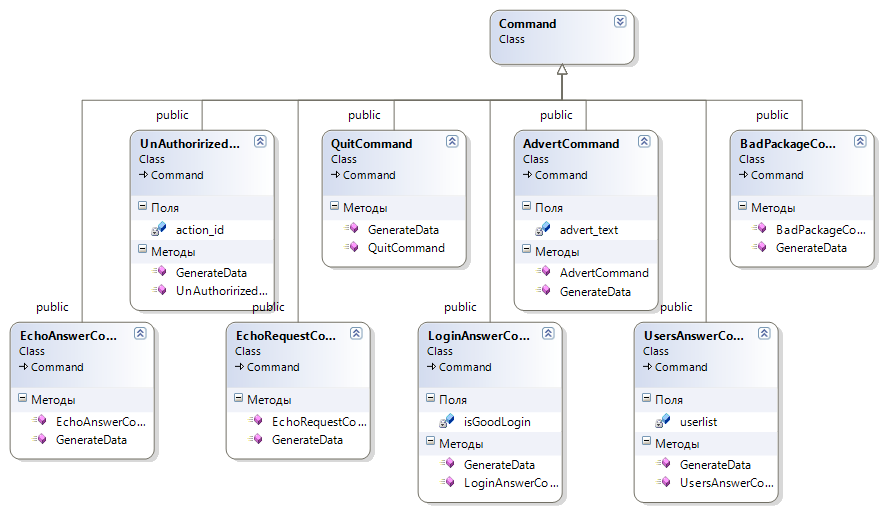 Command
Class
public
public
public
public
UnAuthorirized...
Class
Command
Поля
action_id
Методы
GenerateData
UnAuthorirized...
QuitCommand
Class
Command
Методы
GenerateData
QuitCommand
AdvertCommand
Class
Command
Поля
advert_text
Методы
AdvertCommand
GenerateData
BadPackageCo...
Class
Command
Методы
BadPackageCo...
GenerateData
public
public
public
public
EchoAnswerCo...
Class
Command
Методы
EchoAnswerCo...
GenerateData
EchoRequestCo...
Class
Command
Методы
EchoRequestCo...
GenerateData
LoginAnswerCo...
Class
Command
Поля
isGoodLogin
Методы
GenerateData
LoginAnswerCo...
UsersAnswerCo...
Class
Command
Поля
userlist
Методы
GenerateData
UsersAnswerCo...